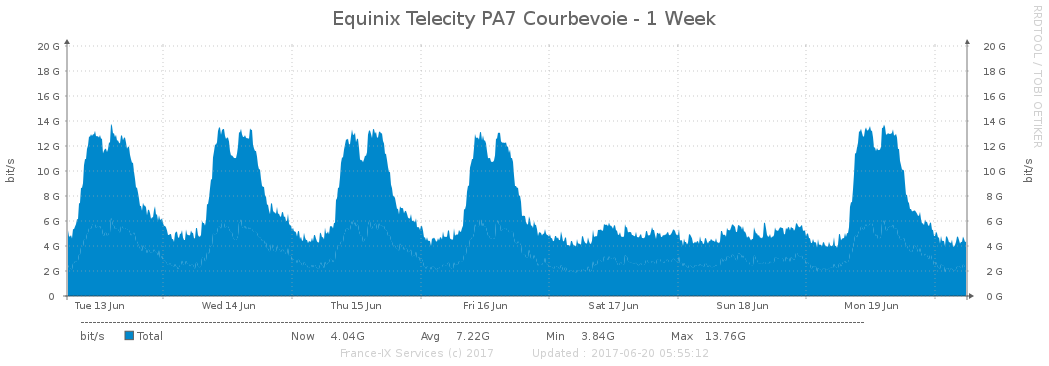 Equinix Telecity PA7 Courbevoie - 1 Week
RRDTOOL / TOBI OETIKER
20 G 20 G
18 G 18 G
16 G 16 G
14 G 14 G
12 G 12 G
10 G 10 G
8 G 8 G
6 G 6 G
4 G 4 G
2 G 2 G
0 0 G
bit/s bit/s
Tue 13 Jun Wed 14 Jun Thu 15 Jun Fri 16 Jun Sat 17 Jun Sun 18 Jun Mon 19 Jun
bit/s Total Now 4.04G Avg 7.22G Min 3.84G Max 13.76G
France-IX Services (c) 2017 Updated : 2017-06-20 05:55:12